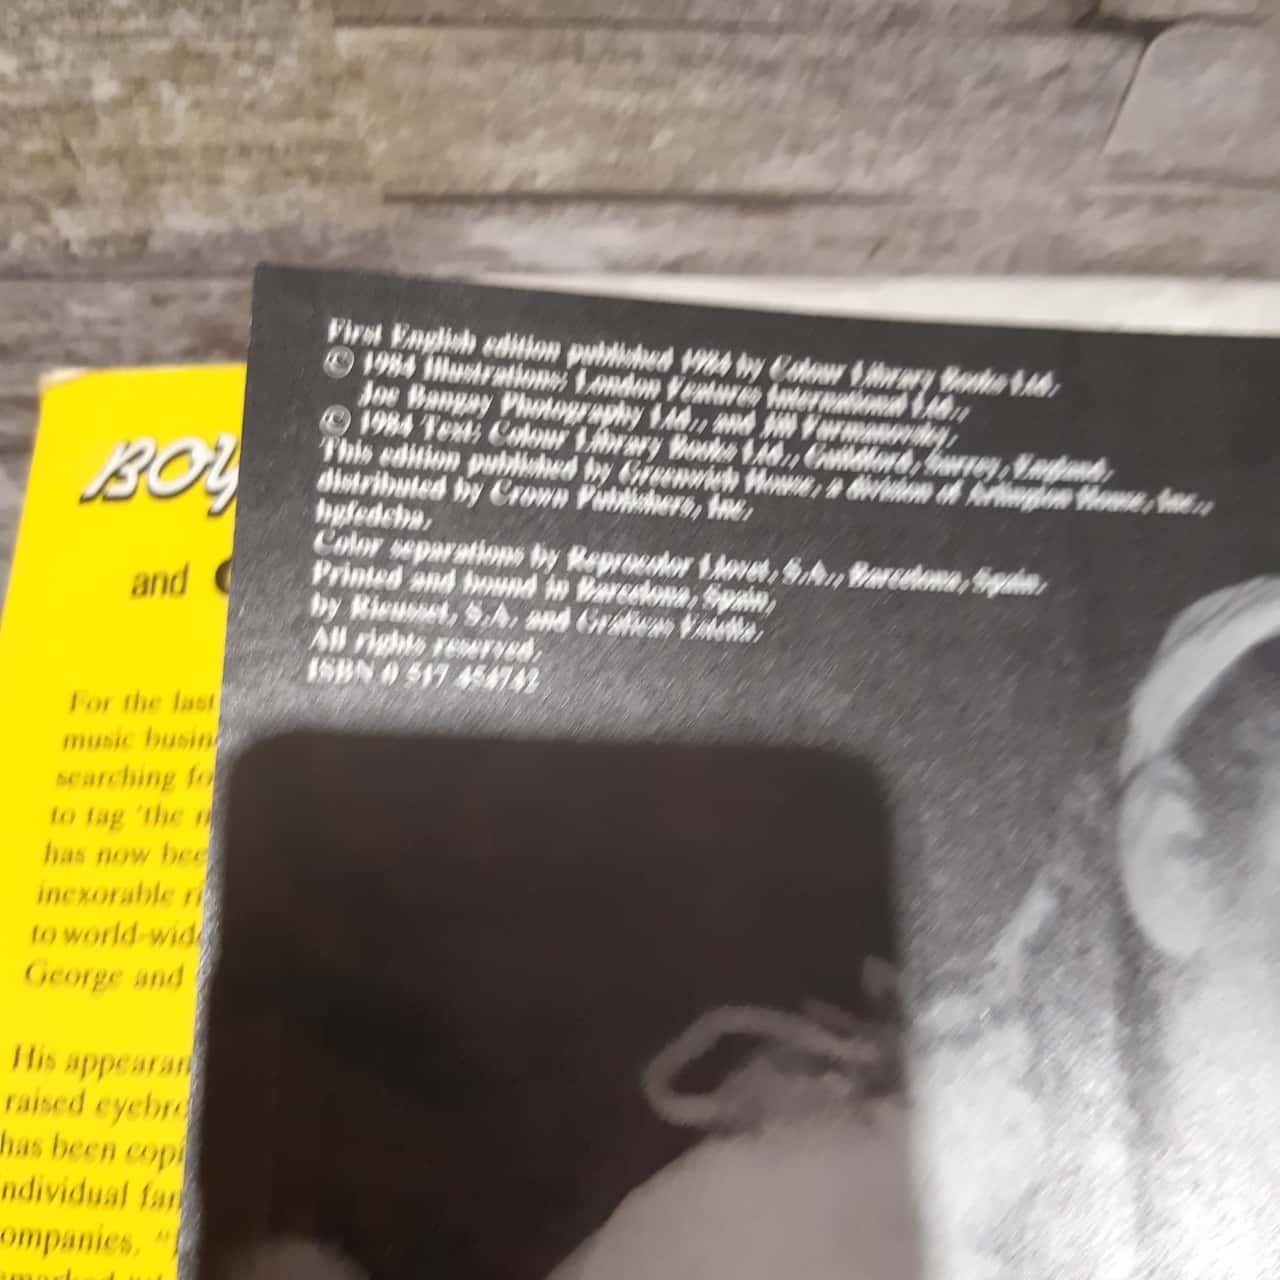 First English edition published 1984 by Colour Library Books Ltd.
© 1984 Illustrations: London Features International Ltd.,
Joe Bangay Photography Ltd., and Jill Furmanovsky.
© 1984 Text: Colour Library Books Ltd., Guildford, Surrey, England.
This edition published by Greenwich House, a division of Arlington House, Inc.,
distributed by Crown Publishers, Inc.
hgfedcba.
Color separations by Reprocolor Llovet, S.A., Barcelona, Spain.
Printed and bound in Barcelona, Spain,
by Rieusset, S.A. and Graficas Estella.
All rights reserved.
ISBN 0 517 454742
BOY
and
For the last
music busin
searching fo
to tag 'the
has now bee
inexorable
to world-wide
George and
His appearan
raised eyebro
has been copi
ndividual fan
ompanies.